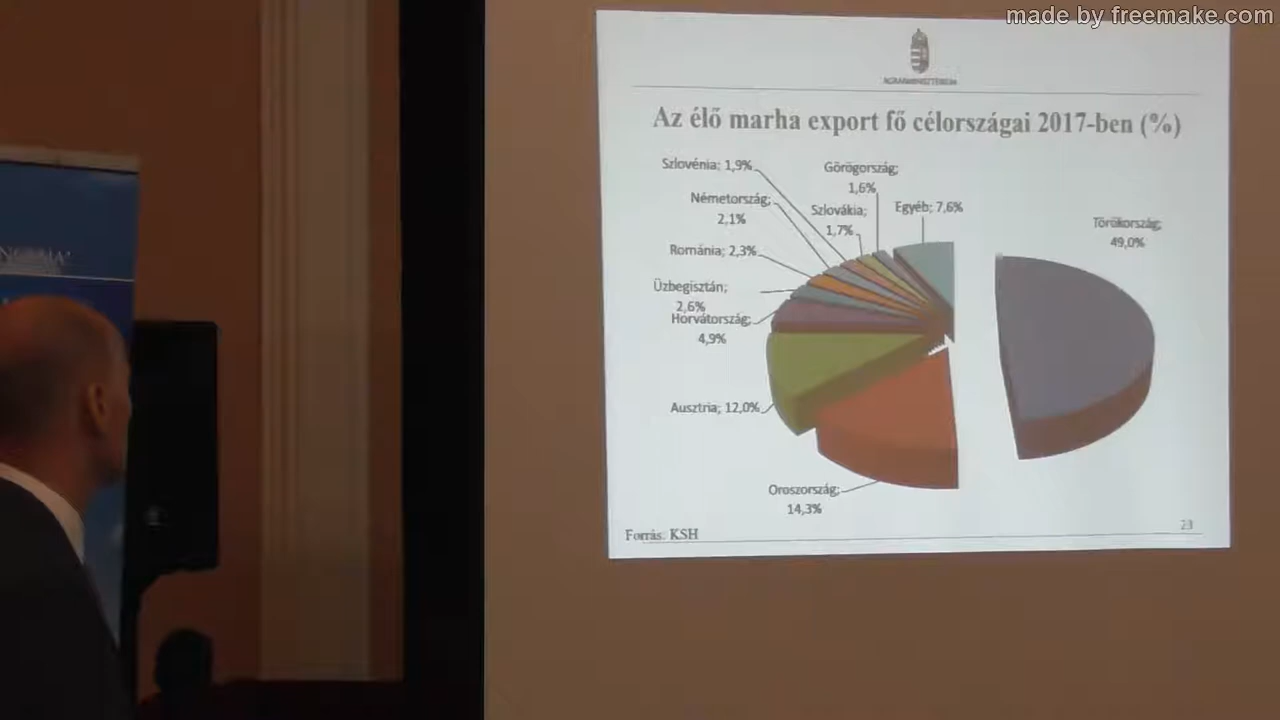 made by freemake.com
AGRÁRMINISZTÉRIUM
Az élő marha export fő célországai 2017-ben (%)
Szlovénia; 1,9%
Görögország;
1,6%
Németország;
2,1%
Szlovákia;
1,7%
Egyéb; 7,6%
Törökország;
49,0%
Románia; 2,3%
Üzbegisztán;
2,6%
Horvátország;
4,9%
Ausztria; 12,0%
Oroszország;
14,3%
Forrás: KSH
23